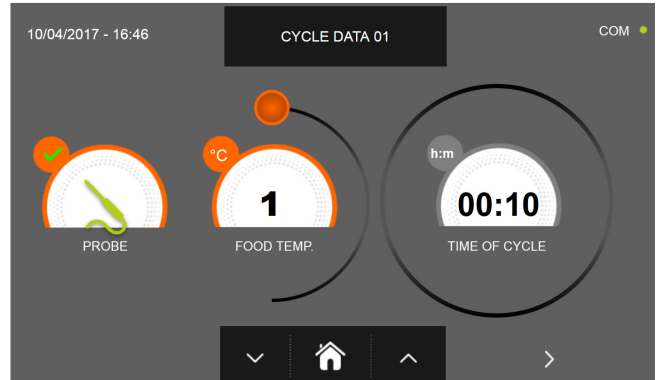 10/04/2017 - 16:46
CYCLE DATA 01
COM
°C
h:m
1
00:10
PROBE
FOOD TEMP.
TIME OF CYCLE